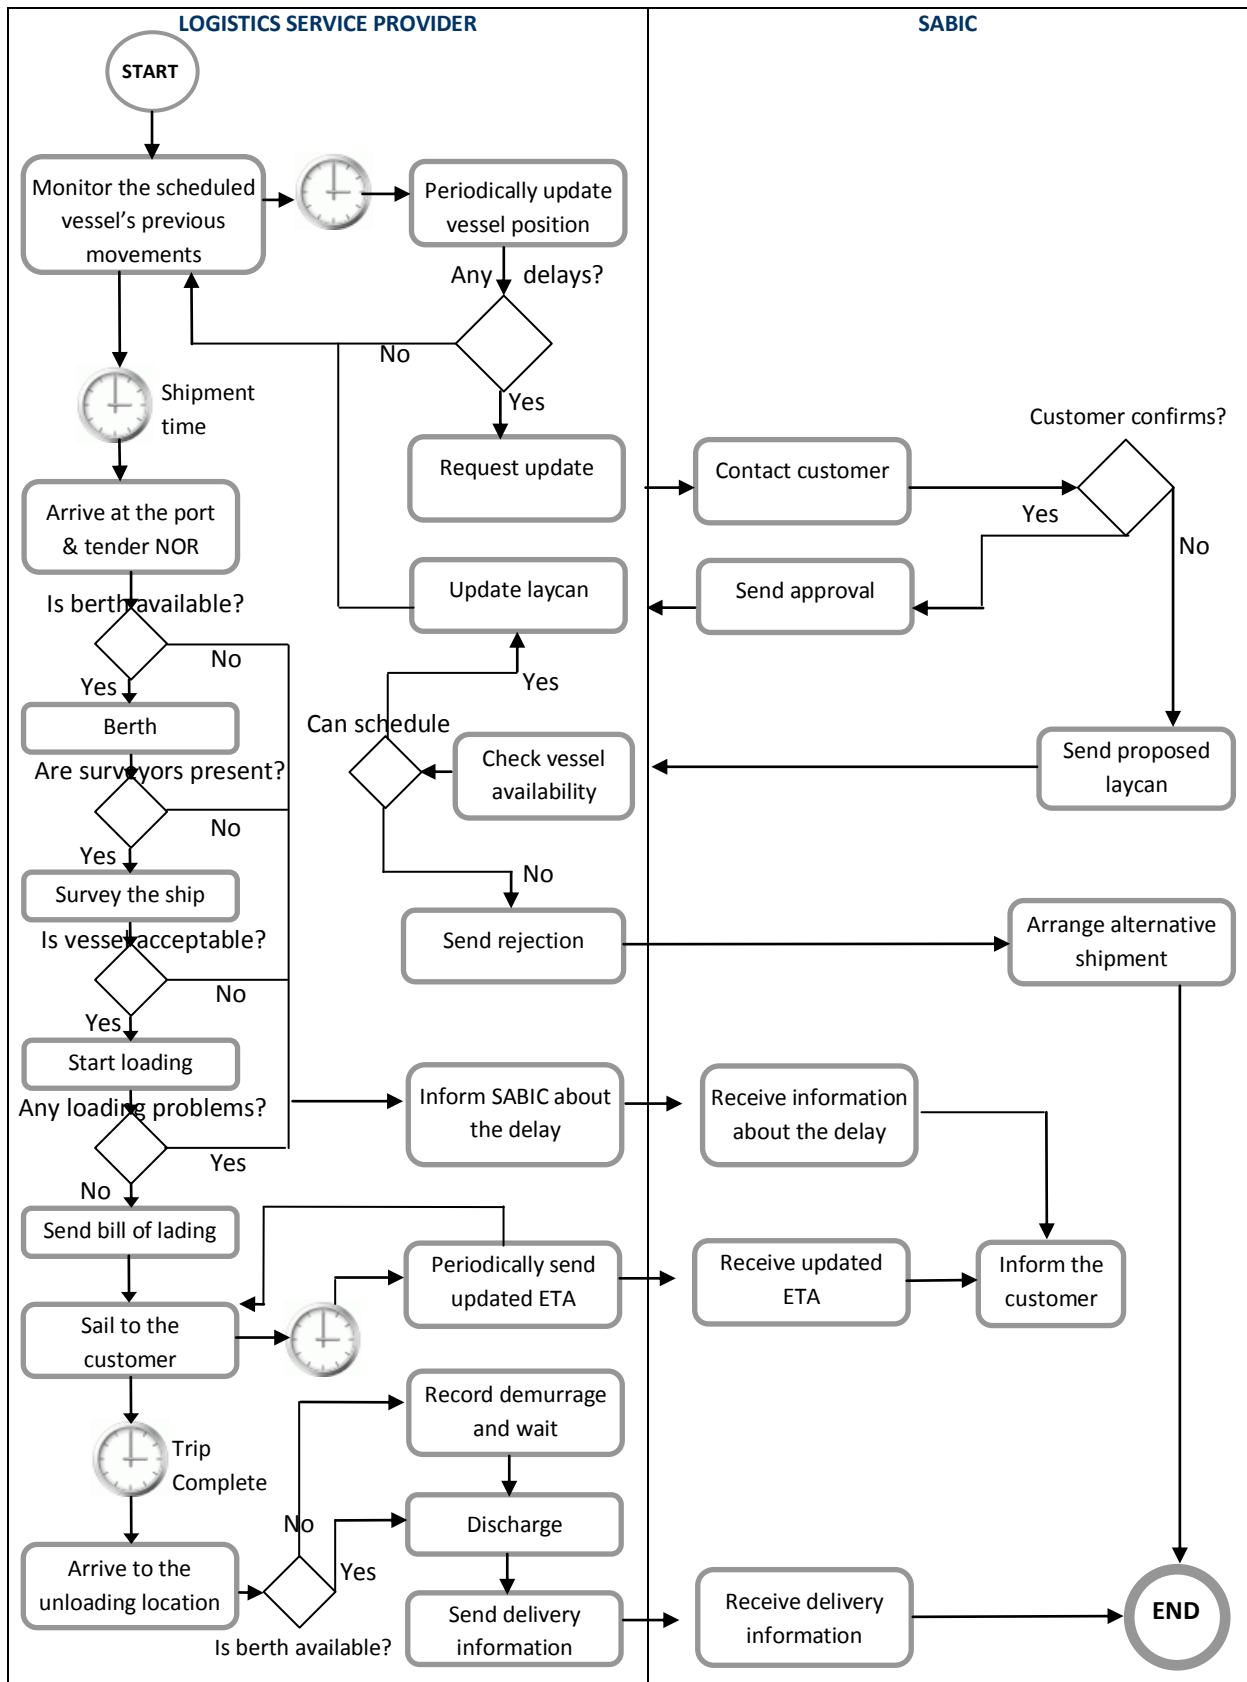 LOGISTICS SERVICE PROVIDER
SABIC
START
Monitor the scheduled
vessel's previous
movements
Periodically update
vessel position
Any delays?
No
Yes
Shipment
time
Request update
Contact customer
Customer confirms?
Yes
No
Arrive at the port
& tender NOR
Update laycan
Send approval
Is berth available?
No
Yes
Yes
Berth
Can schedule
Check vessel
availability
Send proposed
laycan
Are surveyors present?
No
Yes
No
Survey the ship
Send rejection
Arrange alternative
shipment
Is vessel acceptable?
No
Yes
Start loading
Any loading problems?
Yes
No
Inform SABIC about
the delay
Receive information
about the delay
Send bill of lading
Periodically send
updated ETA
Receive updated
ETA
Inform the
customer
Sail to the
customer
Record demurrage
and wait
Trip
Complete
No
Discharge
Arrive to the
unloading location
Yes
Is berth available?
Send delivery
information
Receive delivery
information
END